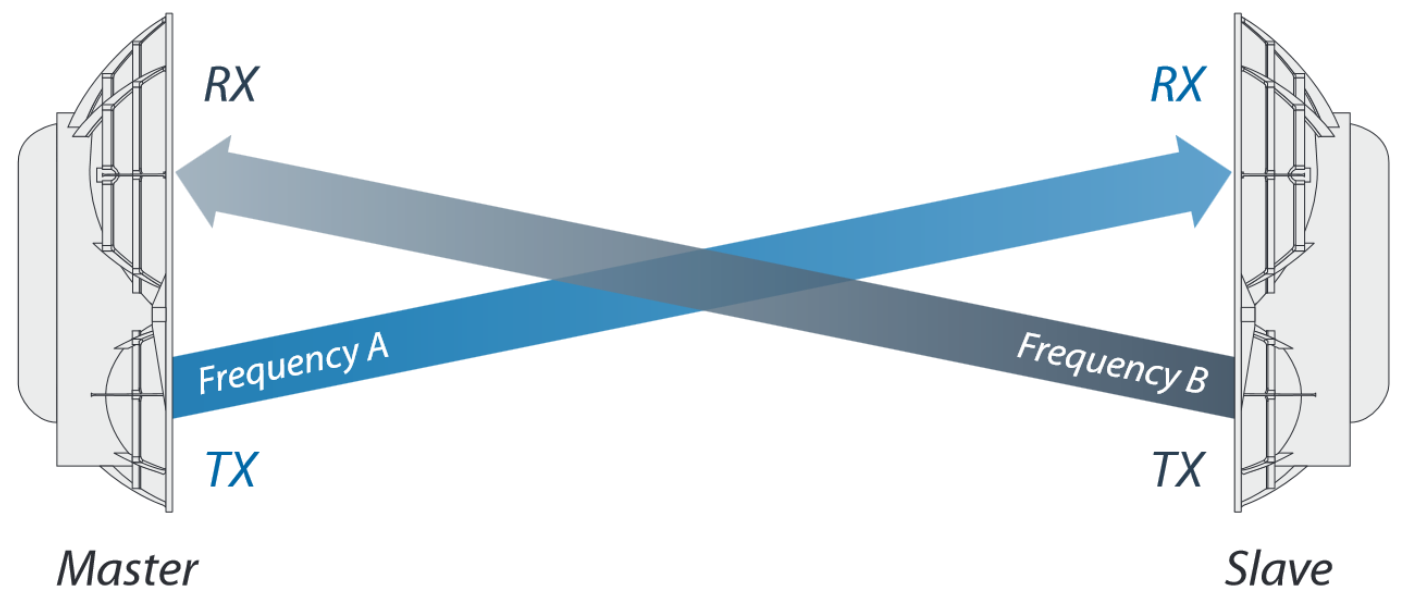 RX
RX
Frequency A
Frequency B
TX
TX
Master
Slave